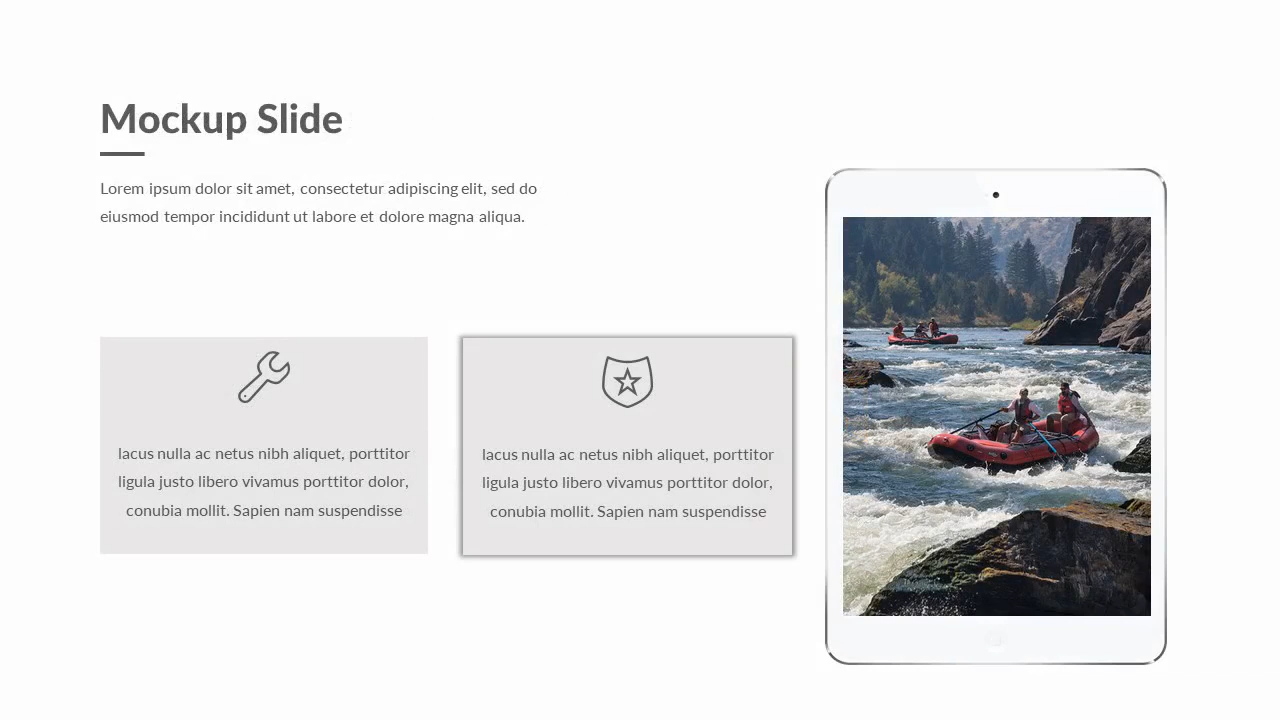 Mockup Slide
Lorem ipsum dolor sit amet, consectetur adipiscing elit, sed do
eiusmod tempor incididunt ut labore et dolore magna aliqua.
lacus nulla ac netus nibh aliquet, porttitor
ligula justo libero vivamus porttitor dolor,
conubia mollit. Sapien nam suspendisse
lacus nulla ac netus nibh aliquet, porttitor
ligula justo libero vivamus porttitor dolor,
conubia mollit. Sapien nam suspendisse